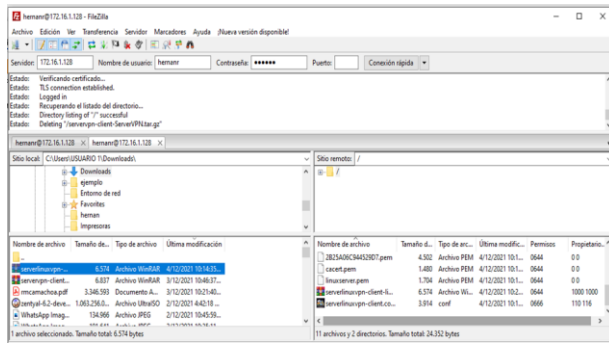 hernanr@172.16.1.128 - FileZilla
Archivo Edición Ver Transferencia Servidor Marcadores Ayuda ¡Nueva versión disponible!
Servidor: 172.16.1.128 Nombre de usuario: hernanr Contraseña: ●●●●●● Puerto: Conexión rápida
Estado: Verificando certificado...
Estado: TLS connection established.
Estado: Logged in
Estado: Recuperando el listado del directorio...
Estado: Directory listing of "/" successful
Estado: Deleting "/servervpn-client-ServerVPN.tar.gz"
hernanr@172.16.1.128 hernanr@172.16.1.128
Sitio local: C:\Users\USUARIO 1\Downloads\
Downloads
ejemplo
Entorno de red
Favorites
hernan
Impresoras
Sitio remoto: /
/
Nombre de archivo Tamaño de... Tipo de archivo Última modificación
..
serverlinuxvpn-... 6.574 Archivo WinRAR 4/12/2021 10:14:35...
servervpn-client... 6.837 Archivo WinRAR 3/12/2021 10:46:37...
mcamachoa.pdf 3.346.593 Documento A... 3/12/2021 10:21:40...
zentyal-6.2-deve... 1.063.256.0... Archivo UltraISO 2/12/2021 4:42:18 ...
WhatsApp Imag... 134.966 Archivo JPEG 2/12/2021 10:45:59...
1 archivo seleccionado. Tamaño total: 6.574 bytes
Nombre de archivo Tamaño d... Tipo de arc... Última modific... Permisos Propietario...
2B25A06C944529D7.pem 4.502 Archivo PEM 4/12/2021 10:1... 0644 0 0
cacert.pem 1.480 Archivo PEM 4/12/2021 10:1... 0644 0 0
linuxserver.pem 1.704 Archivo PEM 4/12/2021 10:1... 0644 0 0
serverlinuxvpn-client-li... 6.574 Archivo Wi... 4/12/2021 10:2... 0644 1000 1000
serverlinuxvpn-client.co... 3.914 conf 4/12/2021 10:1... 0666 110 116
11 archivos y 2 directorios. Tamaño total: 24.352 bytes